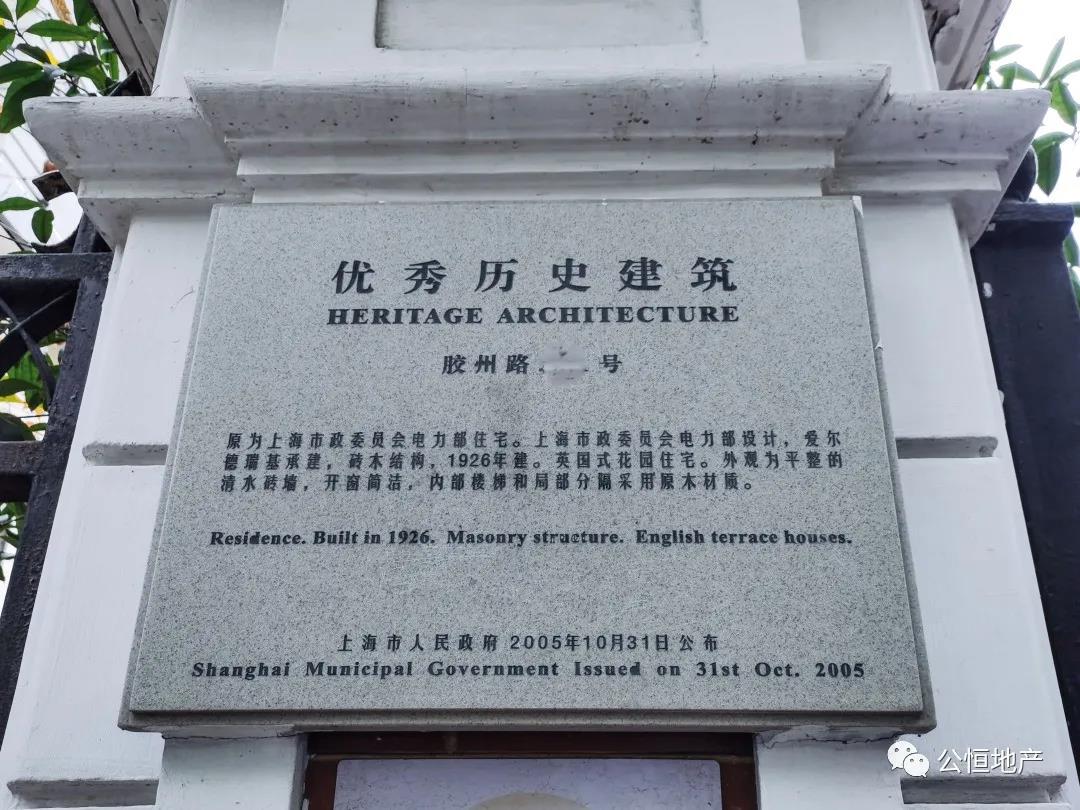 优秀历史建筑
HERITAGE ARCHITECTURE
胶州路 号
原为上海市政委员会电力部住宅。上海市政委员会电力部设计，爱尔
德瑞基承建，砖木结构，1926年建。英国式花园住宅。外观为平整的
清水砖墙，开窗简洁，内部楼梯和局部分隔采用原木材质。
Residence. Built in 1926. Masonry structure. English terrace houses.
上海市人民政府 2005年10月31日公布
Shanghai Municipal Government Issued on 31st Oct. 2005
公恒地产